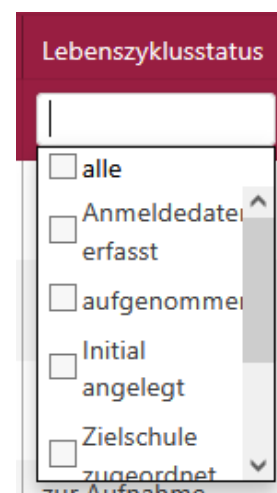 Lebenszyklusstatus
alle
Anmeldedaten
erfasst
aufgenommen
Initial
angelegt
Zielschule
zugeordnet
zur Aufnahme